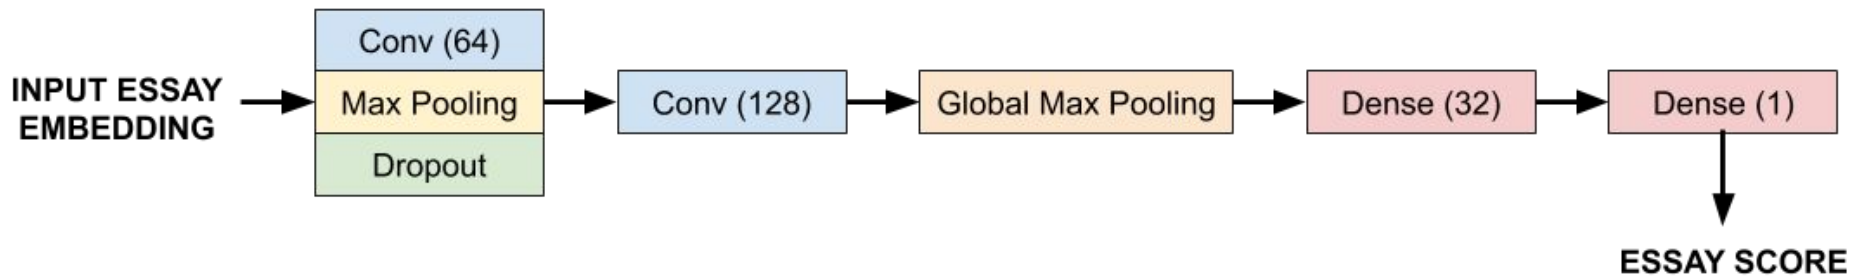 INPUT ESSAY
EMBEDDING
Conv (64)
Max Pooling
Dropout
Conv (128)
Global Max Pooling
Dense (32)
Dense (1)
ESSAY SCORE